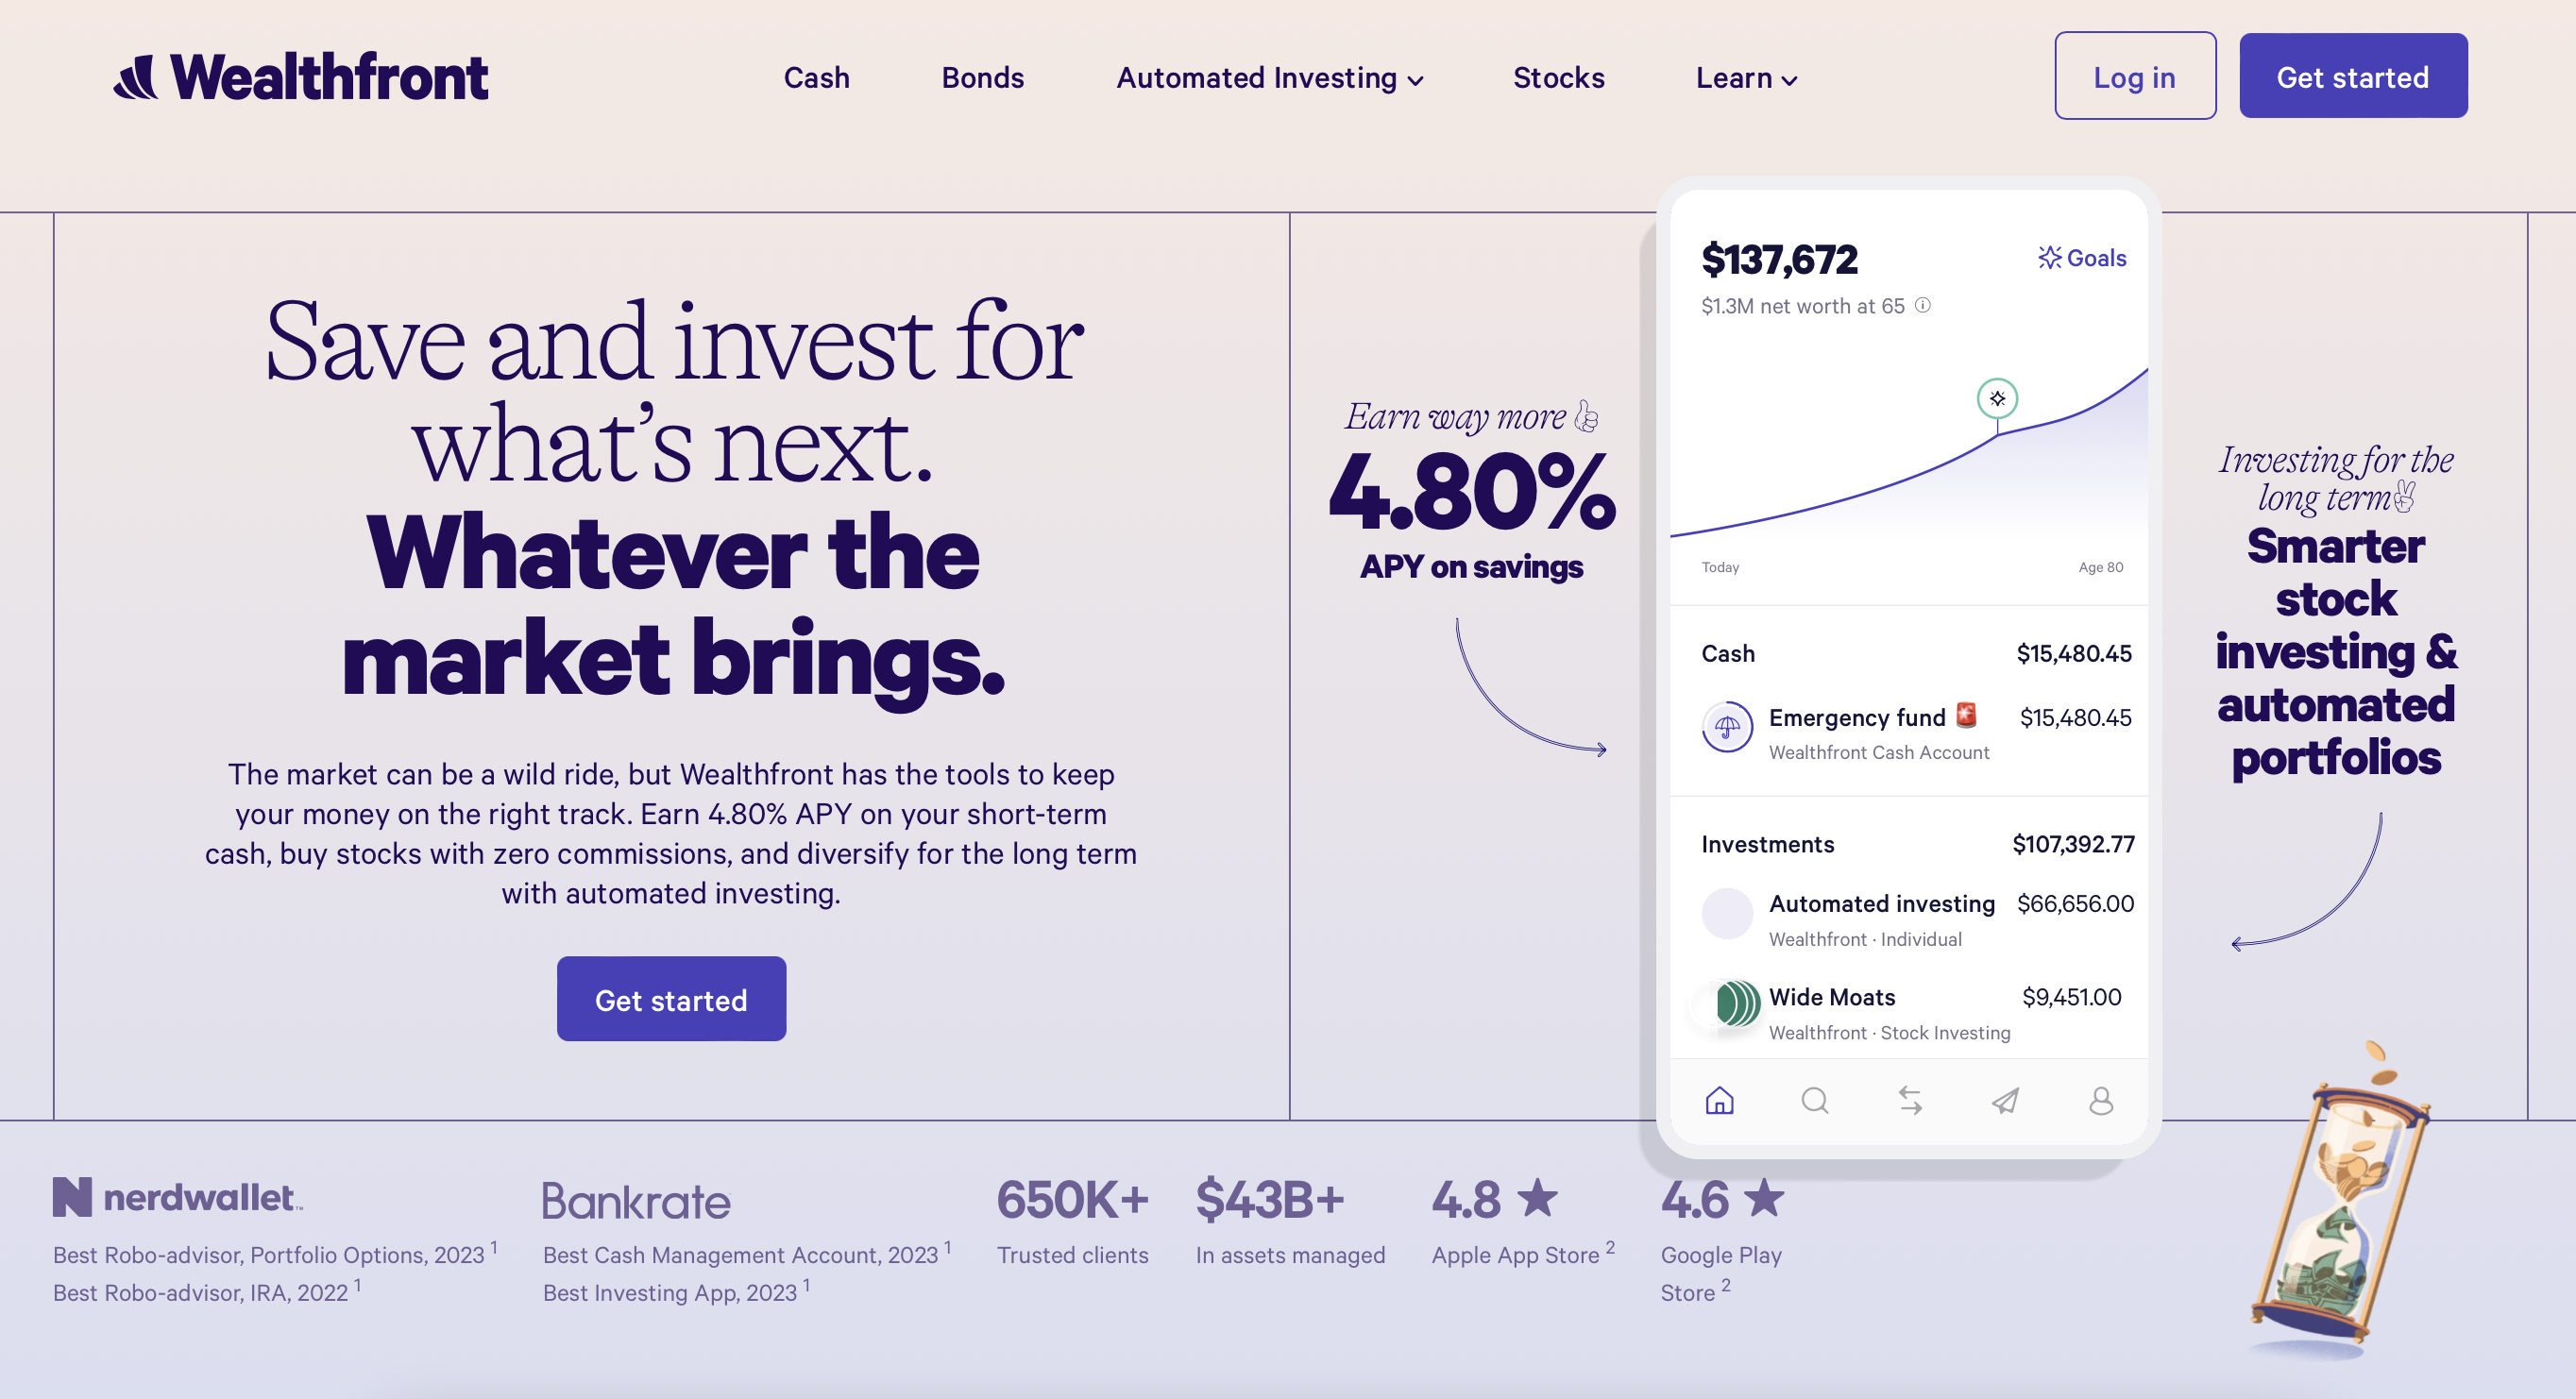 Wealthfront
Cash
Bonds
Automated Investing
Stocks
Learn
Log in
Get started
Save and invest for
what’s next.
Whatever the
market brings.
The market can be a wild ride, but Wealthfront has the tools to keep
your money on the right track. Earn 4.80% APY on your short-term
cash, buy stocks with zero commissions, and diversify for the long term
with automated investing.
Get started
Earn way more 👍
4.80%
APY on savings
$137,672
Goals
$1.3M net worth at 65
Today
Age 80
Cash $15,480.45
Emergency fund 🚨 $15,480.45
Wealthfront Cash Account
Investments $107,392.77
Automated investing $66,656.00
Wealthfront · Individual
Wide Moats $9,451.00
Wealthfront · Stock Investing
Investing for the
long term✌
Smarter
stock
investing &
automated
portfolios
nerdwallet™
Best Robo-advisor, Portfolio Options, 2023 1
Best Robo-advisor, IRA, 2022 1
Bankrate
Best Cash Management Account, 2023 1
Best Investing App, 2023 1
650K+
Trusted clients
$43B+
In assets managed
4.8 ★
Apple App Store 2
4.6 ★
Google Play
Store 2